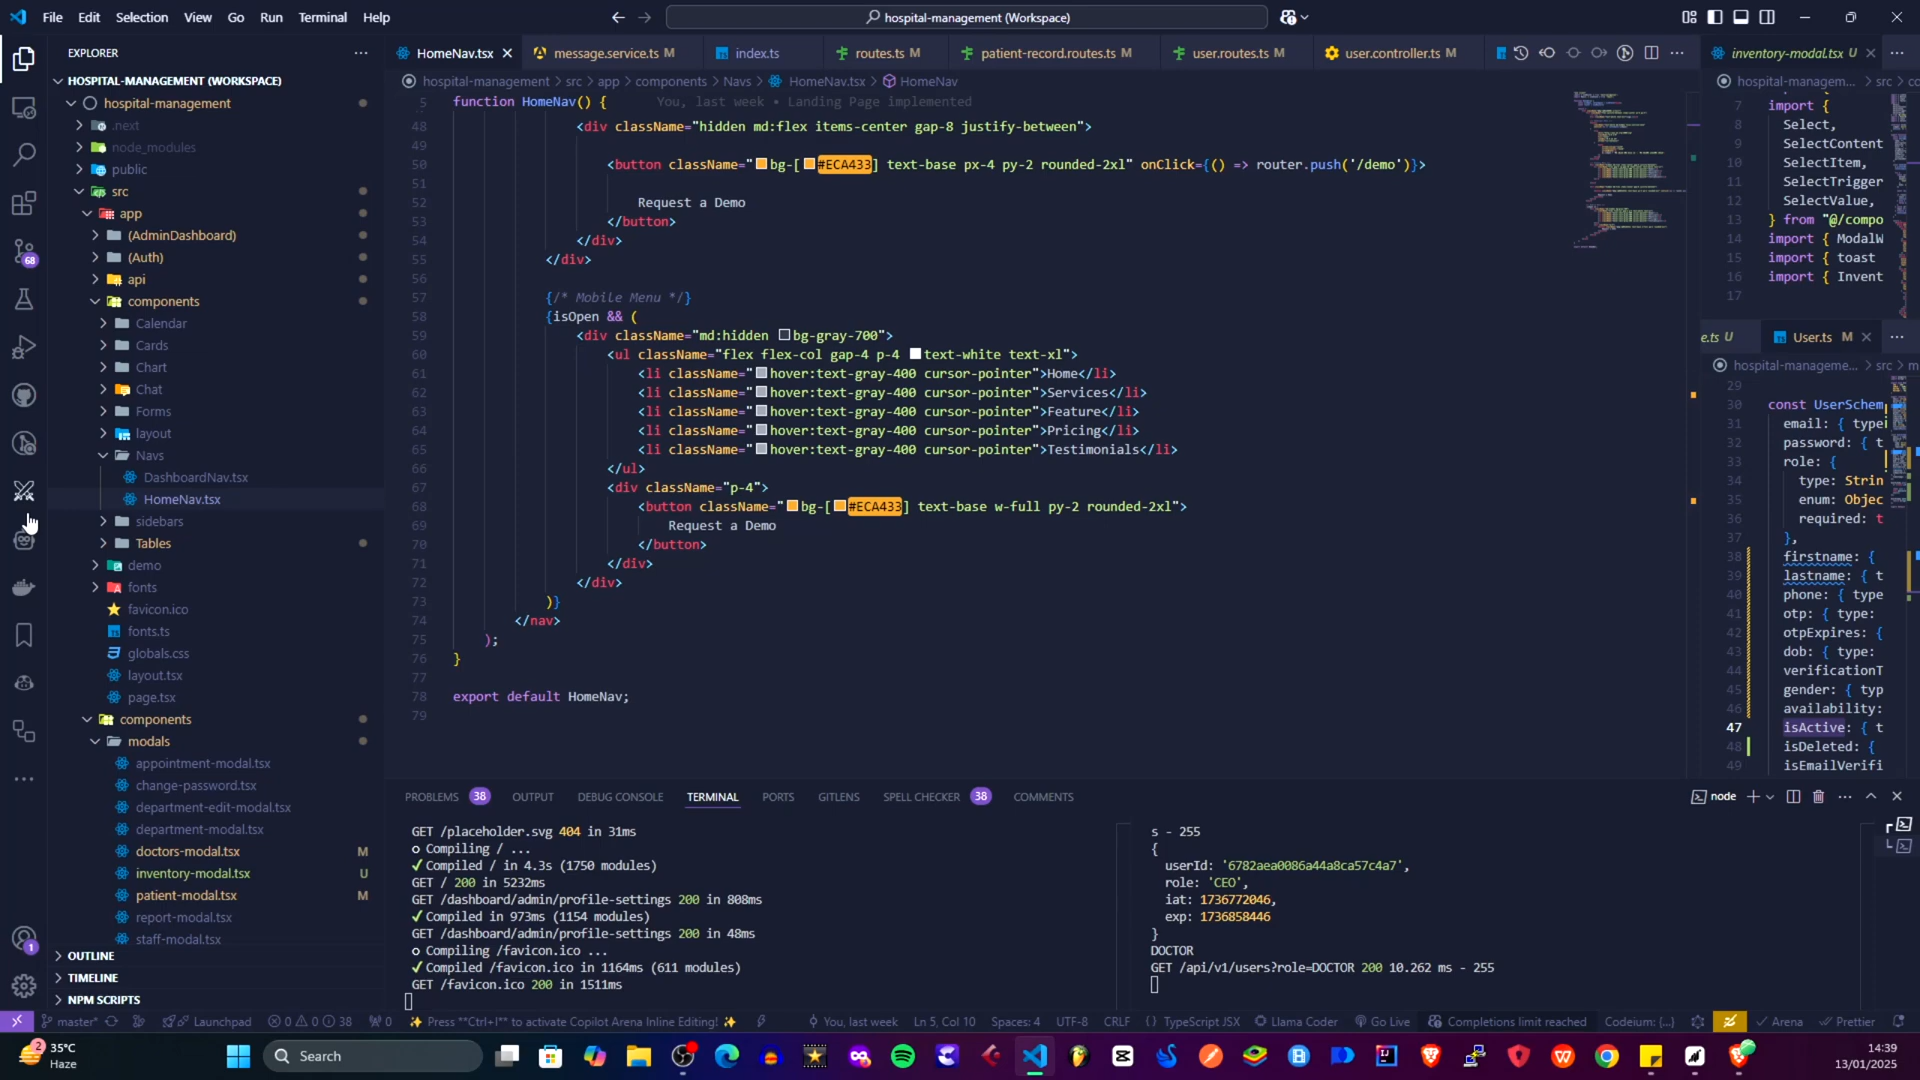 File Edit Selection View Go Run Terminal Help
hospital-management (Workspace)
EXPLORER
HOSPITAL-MANAGEMENT (WORKSPACE)
hospital-management
.next
node_modules
public
src
app
(AdminDashboard)
(Auth)
api
components
Calendar
Cards
Chart
Chat
Forms
layout
Navs
DashboardNav.tsx
HomeNav.tsx
sidebars
Tables
demo
fonts
favicon.ico
fonts.ts
globals.css
layout.tsx
page.tsx
components
modals
appointment-modal.tsx
change-password.tsx
department-edit-modal.tsx
department-modal.tsx
doctors-modal.tsx M
inventory-modal.tsx U
patient-modal.tsx M
report-modal.tsx
staff-modal.tsx
OUTLINE
TIMELINE
NPM SCRIPTS
68
1
HomeNav.tsx message.service.ts M index.ts routes.ts M patient-record.routes.ts M user.routes.ts M user.controller.ts M
hospital-management > src > app > components > Navs > HomeNav.tsx > HomeNav
5 function HomeNav() { You, last week • Landing Page implemented
48 <div className="hidden md:flex items-center gap-8 justify-between">
49
50 <button className="bg-[#ECA433] text-base px-4 py-2 rounded-2xl" onClick={() => router.push('/demo')}>
51
52 Request a Demo
53 </button>
54 </div>
55 </div>
56
57 {/* Mobile Menu */}
58 {isOpen && (
59 <div className="md:hidden bg-gray-700">
60 <ul className="flex flex-col gap-4 p-4 text-white text-xl">
61 <li className="hover:text-gray-400 cursor-pointer">Home</li>
62 <li className="hover:text-gray-400 cursor-pointer">Services</li>
63 <li className="hover:text-gray-400 cursor-pointer">Feature</li>
64 <li className="hover:text-gray-400 cursor-pointer">Pricing</li>
65 <li className="hover:text-gray-400 cursor-pointer">Testimonials</li>
66 </ul>
67 <div className="p-4">
68 <button className="bg-[#ECA433] text-base w-full py-2 rounded-2xl">
69 Request a Demo
70 </button>
71 </div>
72 </div>
73 )}
74 </nav>
75 );
76 }
77
78 export default HomeNav;
79
inventory-modal.tsx U
hospital-managem... > src > co
7 import {
8 Select,
9 SelectContent
10 SelectItem,
11 SelectTrigger
12 SelectValue,
13 } from "@/compo
14 import { ModalW
15 import { toast
16 import { Invent
17
e.ts U User.ts M
hospital-manageme... > src > m
29
30 const UserSchem
31 email: { type
32 password: { t
33 role: {
34 type: Strin
35 enum: Objec
36 required: t
37 },
38 firstname: {
39 lastname: { t
40 phone: { type
41 otp: { type:
42 otpExpires: {
43 dob: { type:
44 verificationT
45 gender: { typ
46 availability:
47 isActive: { t
48 isDeleted: {
49 isEmailVerifi
PROBLEMS 38 OUTPUT DEBUG CONSOLE TERMINAL PORTS GITLENS SPELL CHECKER 38 COMMENTS
node
GET /placeholder.svg 404 in 31ms
○ Compiling / ...
✓ Compiled / in 4.3s (1750 modules)
GET / 200 in 5232ms
GET /dashboard/admin/profile-settings 200 in 808ms
✓ Compiled in 973ms (1154 modules)
GET /dashboard/admin/profile-settings 200 in 48ms
○ Compiling /favicon.ico ...
✓ Compiled /favicon.ico in 1164ms (611 modules)
GET /favicon.ico 200 in 1511ms
s - 255
{
userId: '6782aea0086a44a8ca57c4a7',
role: 'CEO',
iat: 1736772046,
exp: 1736858446
}
DOCTOR
GET /api/v1/users?role=DOCTOR 200 10.262 ms - 255
master* Launchpad 0 0 38 0 Press **Ctrl+I** to activate Copilot Arena Inline Editing! You, last week Ln 5, Col 10 Spaces: 4 UTF-8 CRLF TypeScript JSX Llama Coder Go Live Completions limit reached Codeium: {...} Arena Prettier
2
35°C
Haze
Search
14:39
13/01/2025